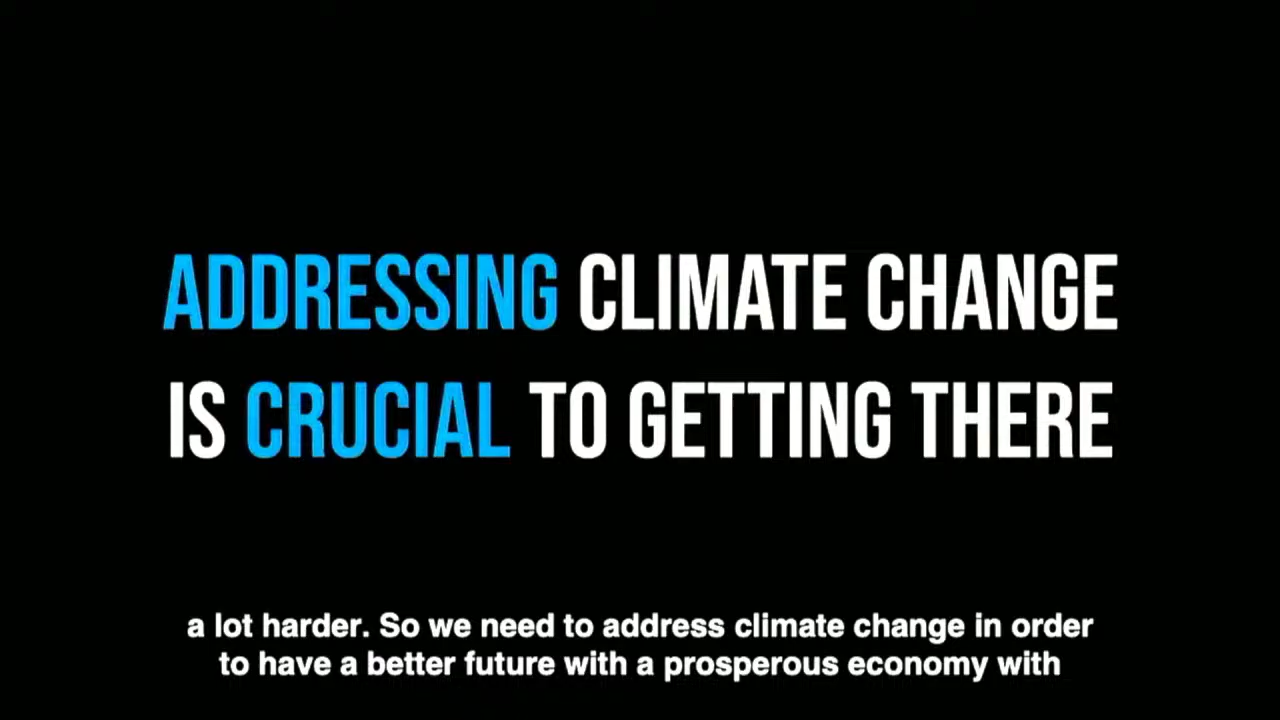 ADDRESSING CLIMATE CHANGE
IS CRUCIAL TO GETTING THERE
a lot harder. So we need to address climate change in order
to have a better future with a prosperous economy with